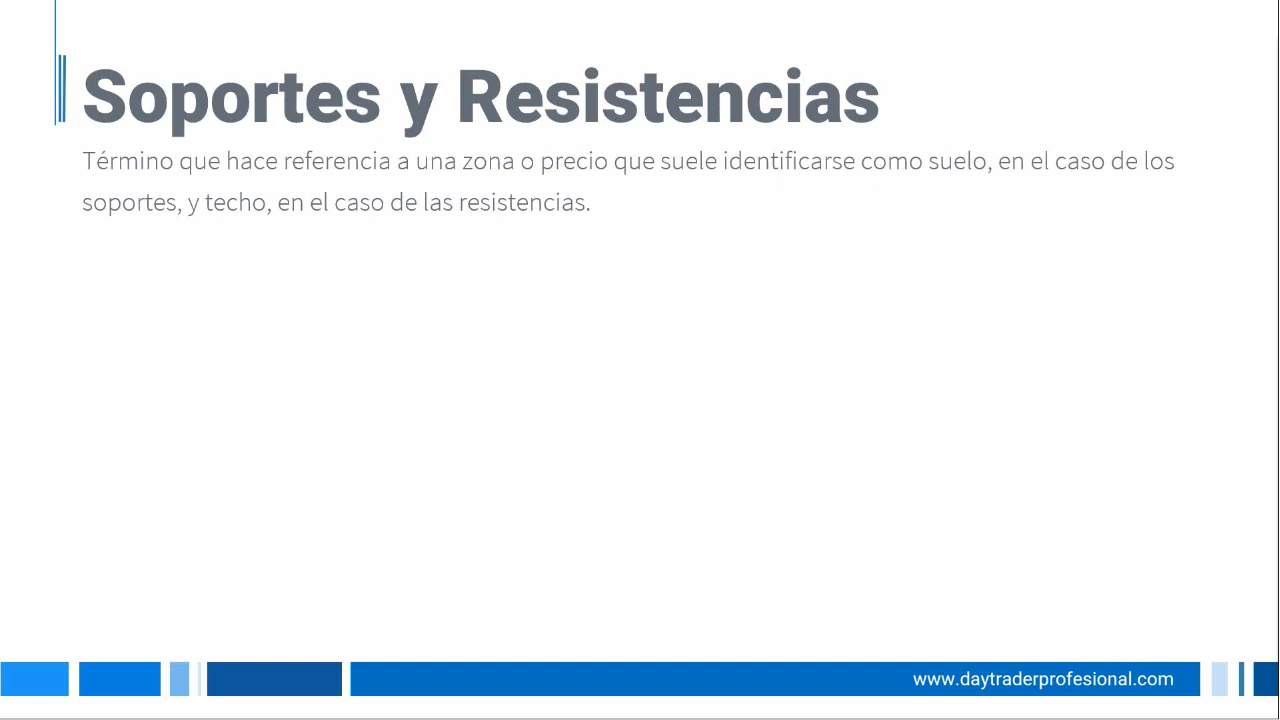 Soportes y Resistencias
Término que hace referencia a una zona o precio que suele identificarse como suelo, en el caso de los
soportes, y techo, en el caso de las resistencias.
www.daytraderprofesional.com